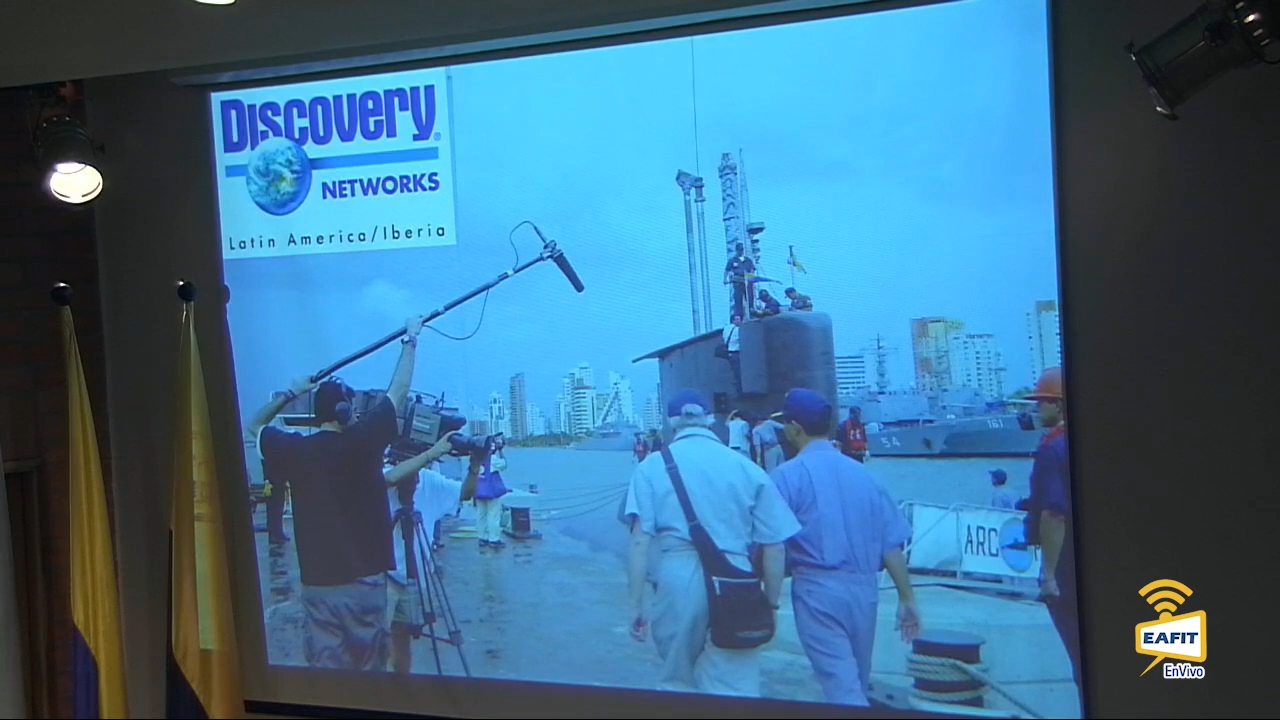 Discovery
NETWORKS
Latin America/Iberia
54
161
ARC
EAFIT
EnVivo